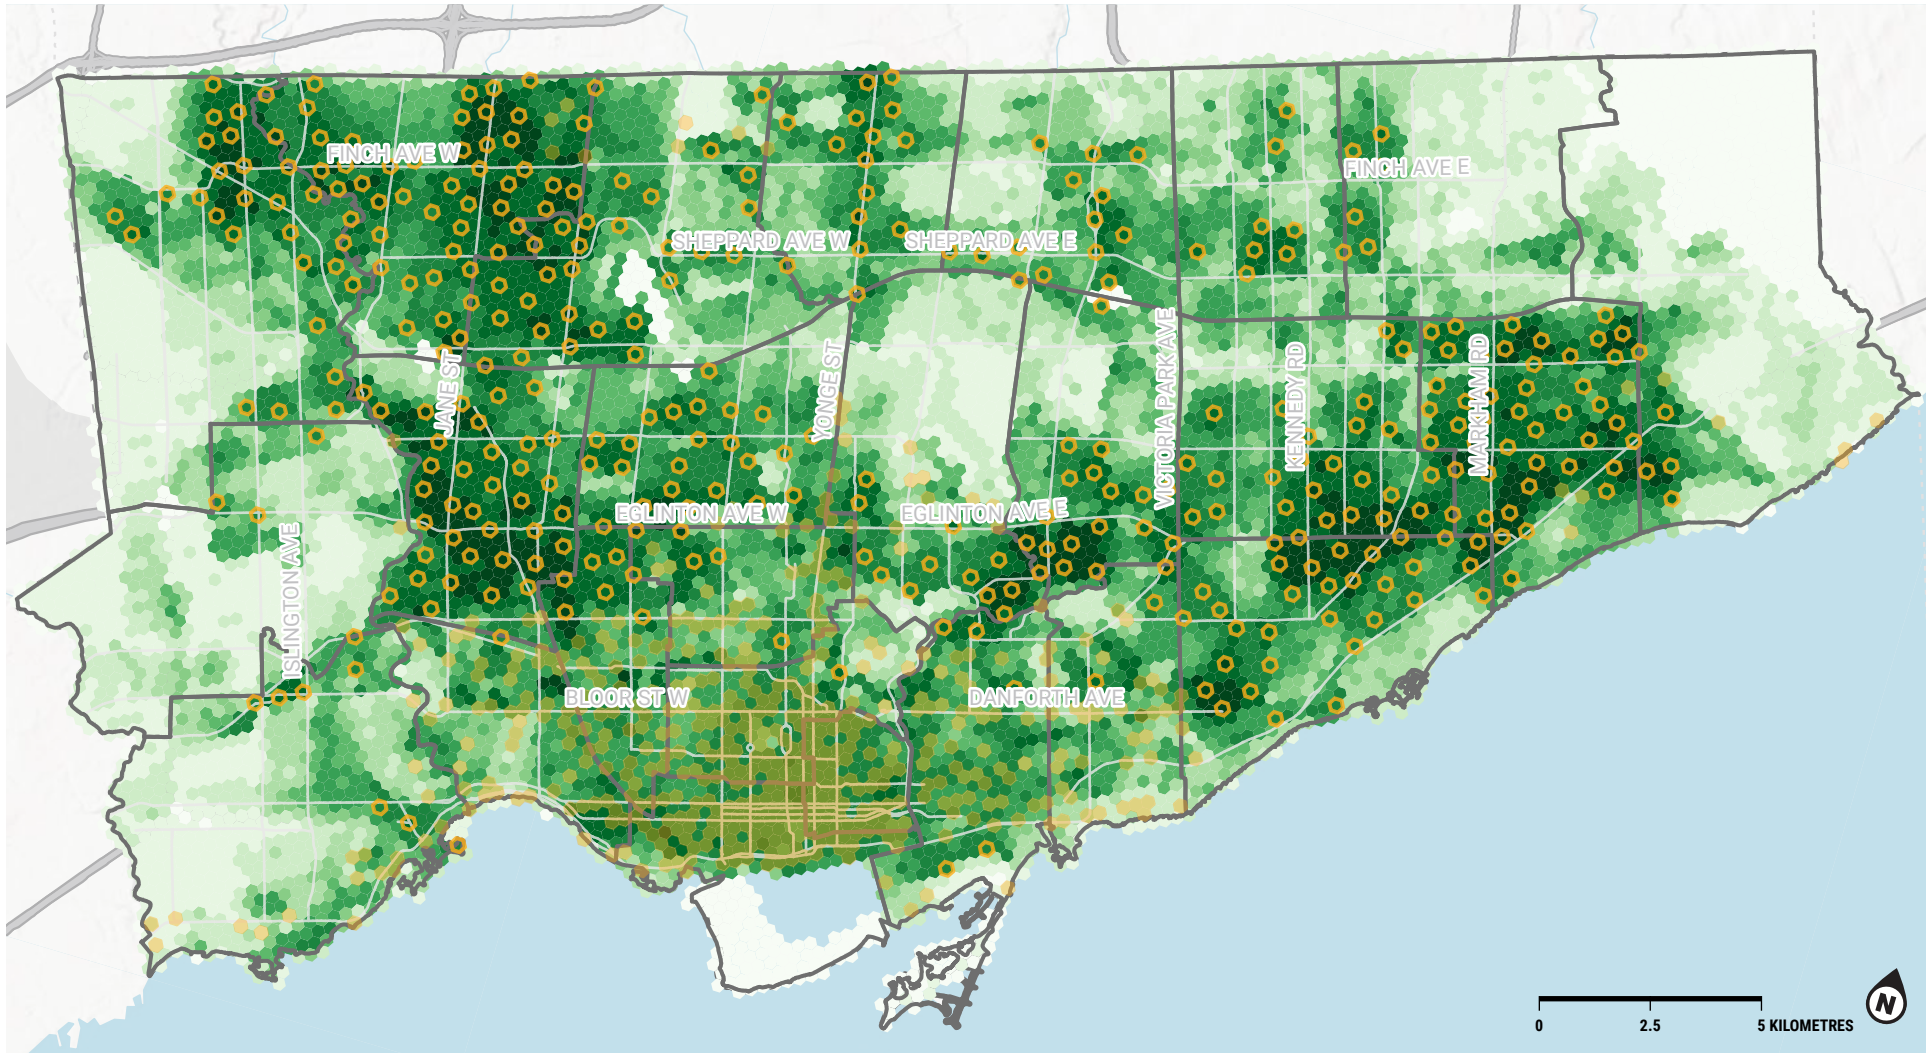 FINCH AVE W
FINCH AVE E
SHEPPARD AVE W
SHEPPARD AVE E
JANE ST
YONGE ST
VICTORIA PARK AVE
KENNEDY RD
MARKHAM RD
EGLINTON AVE W
EGLINTON AVE E
ISLINGTON AVE
BLOOR ST W
DANFORTH AVE
N
0 2.5 5 KILOMETRES